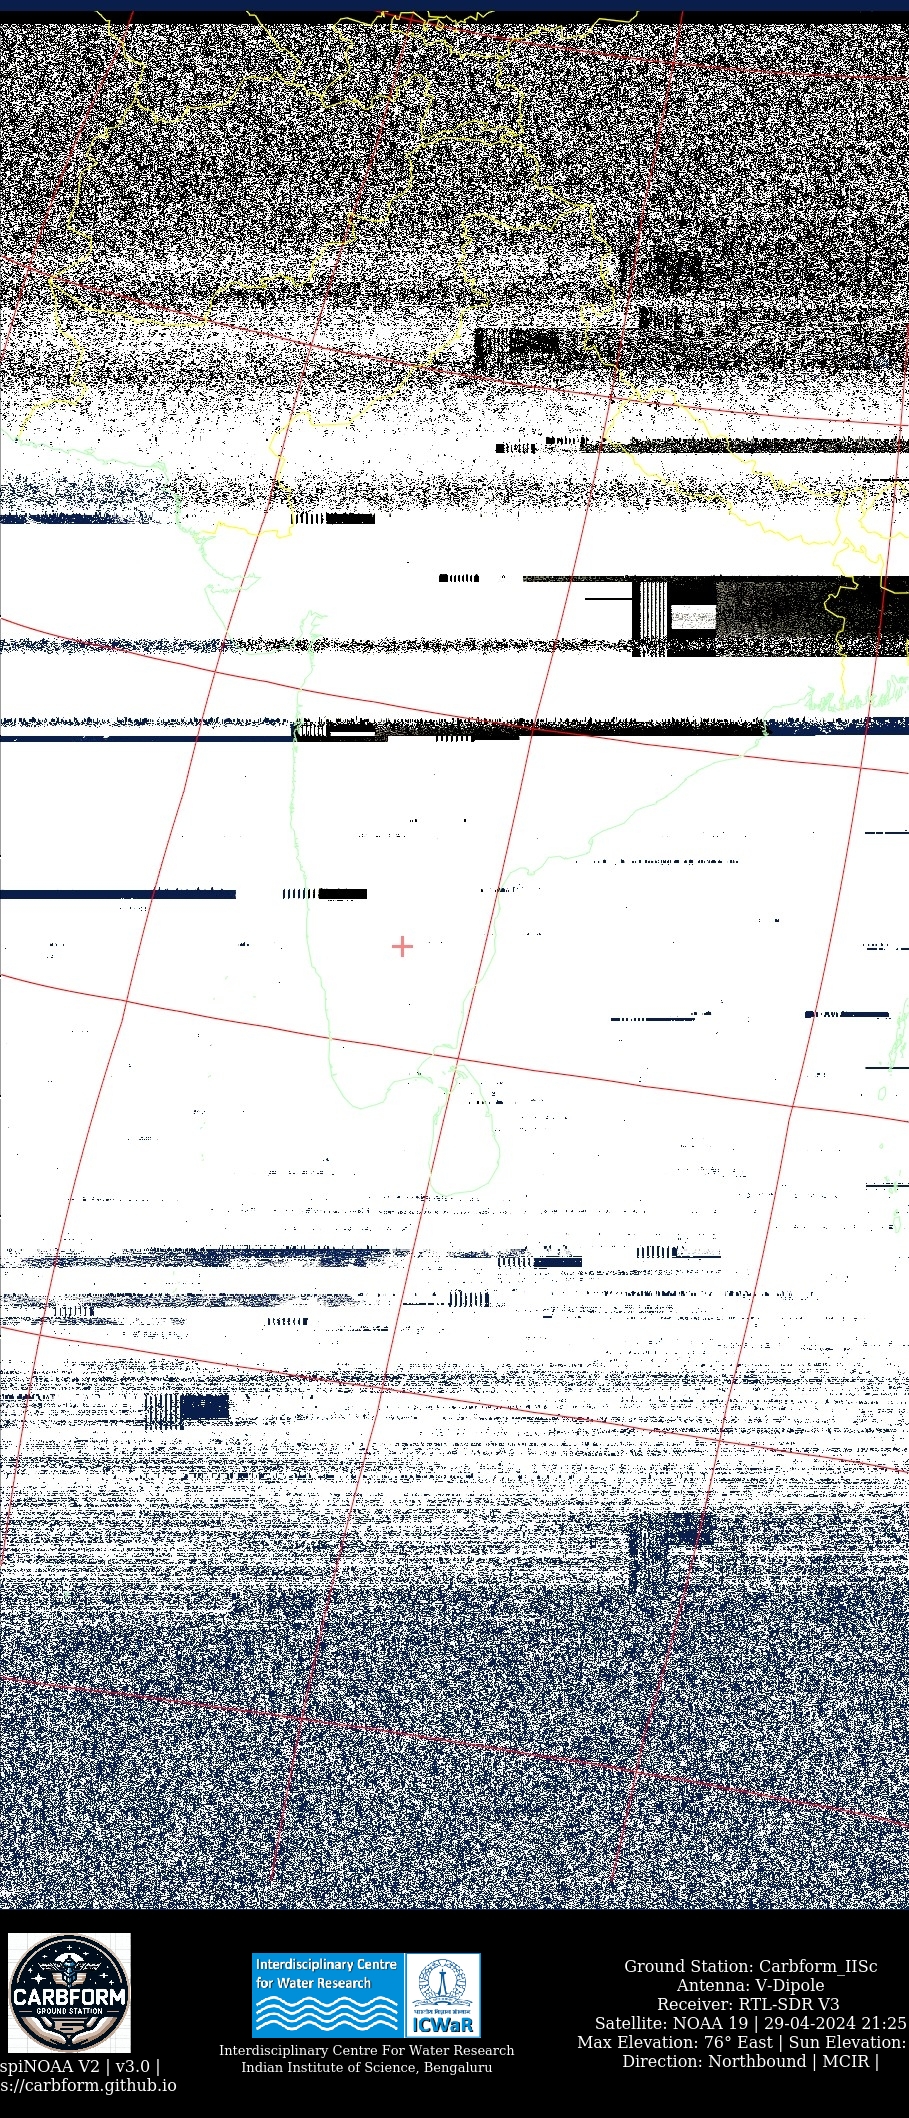 CARBFORM
GROUND STATION
spiNOAA V2 | v3.0 |
s://carbform.github.io
Interdisciplinary Centre
for Water Research
ICWaR
Interdisciplinary Centre For Water Research
Indian Institute of Science, Bengaluru
Ground Station: Carbform_IISc
Antenna: V-Dipole
Receiver: RTL-SDR V3
Satellite: NOAA 19 | 29-04-2024 21:25
Max Elevation: 76° East | Sun Elevation:
Direction: Northbound | MCIR |